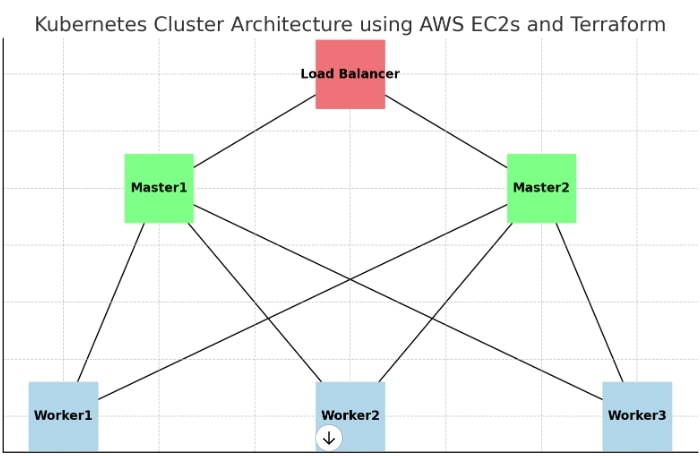 Kubernetes Cluster Architecture using AWS EC2s and Terraform
Load Balancer
Master1
Master2
Worker1
Worker2
Worker3